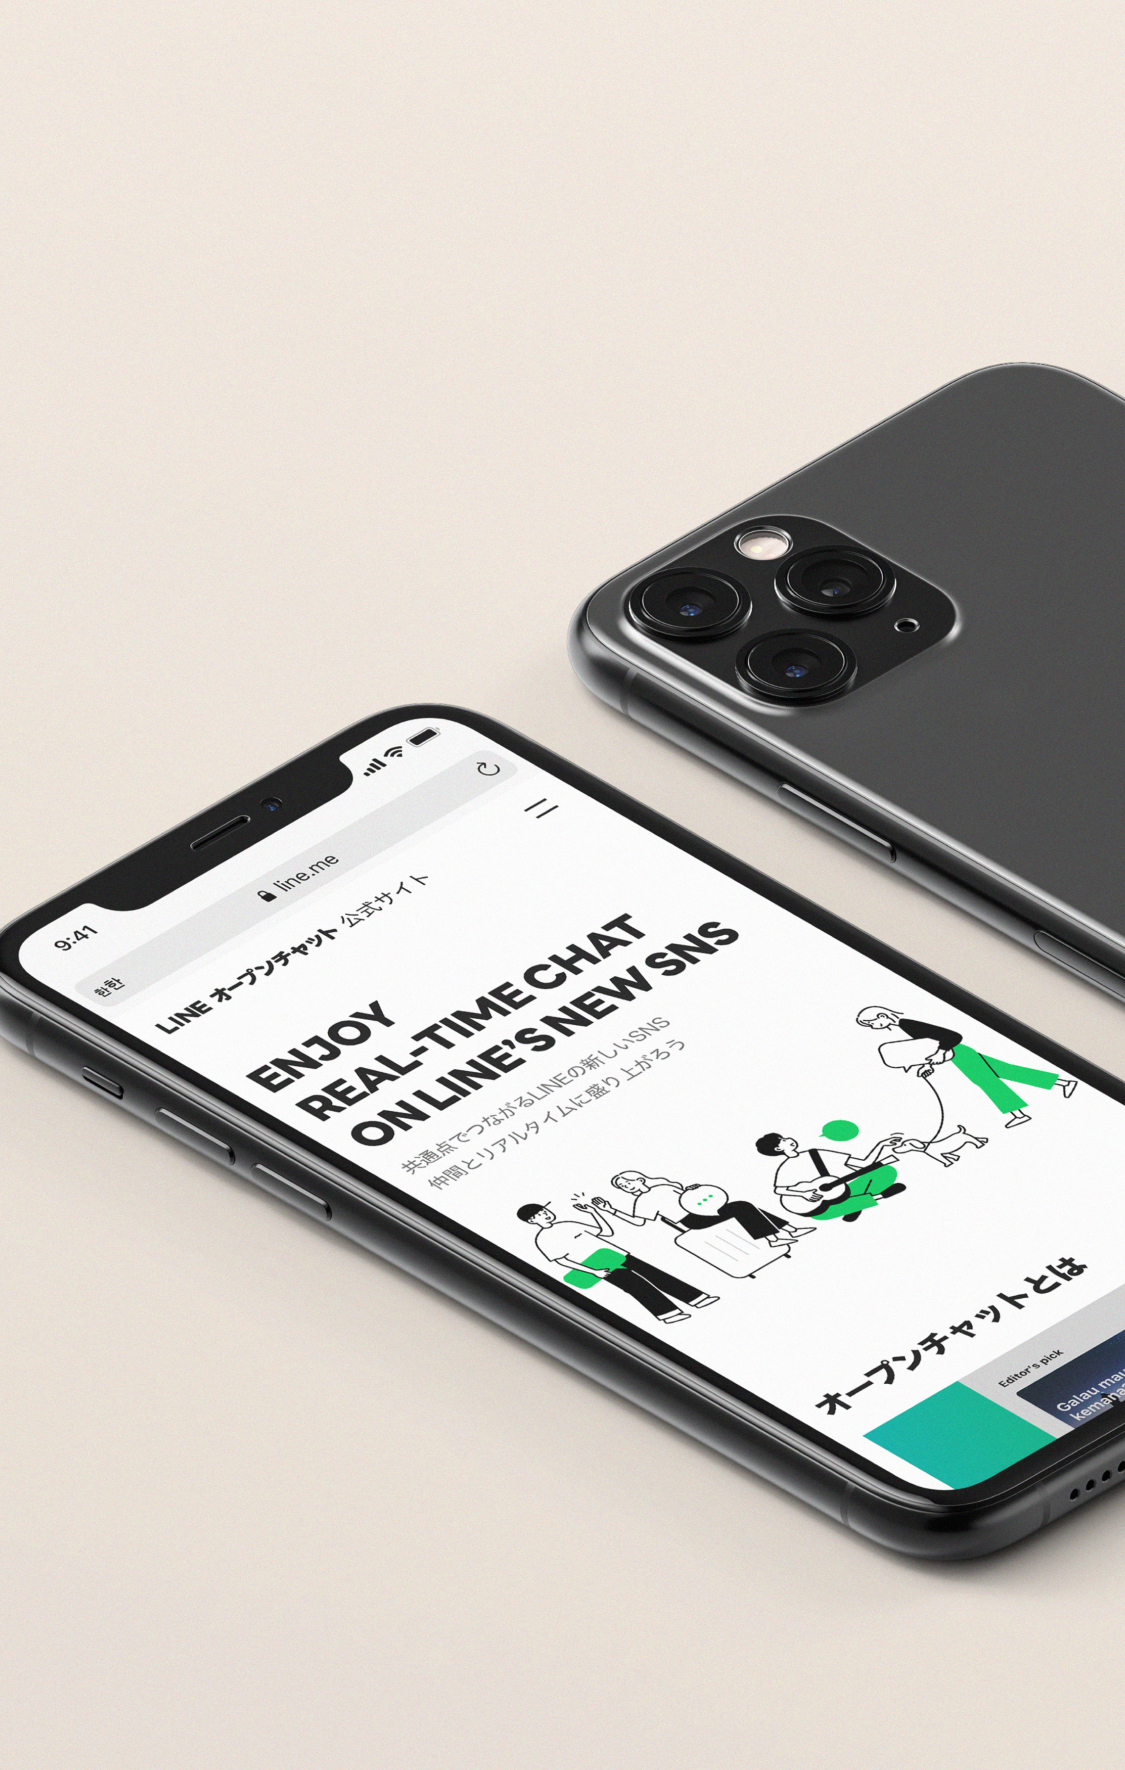 9:41
한한
line.me
LINE オープンチャット 公式サイト
ENJOY
REAL-TIME CHAT
ON LINE'S NEW SNS
共通点でつながるLINEの新しいSNS
仲間とリアルタイムに盛り上がろう
オープンチャットとは
Editor's pick
Galau mau
kemana